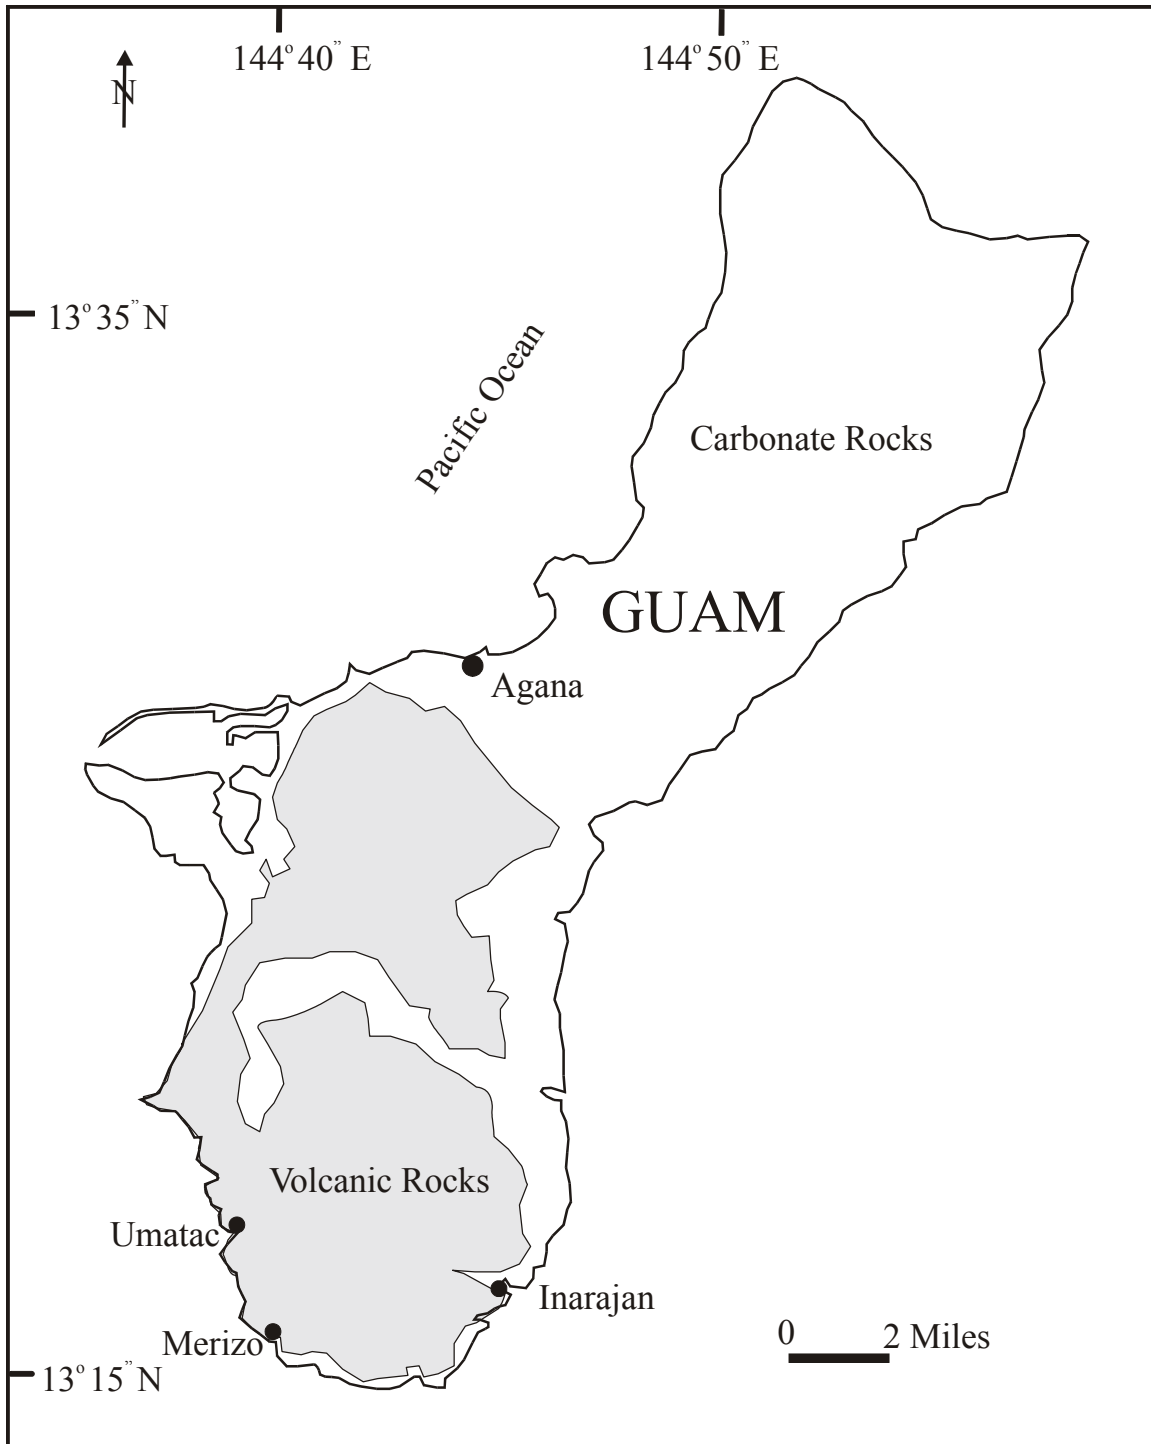 144°40” E
144°50” E
N
13°35”N
Pacific Ocean
Carbonate Rocks
GUAM
Agana
Volcanic Rocks
Umatac
Inarajan
Merizo
0
2 Miles
13°15”N